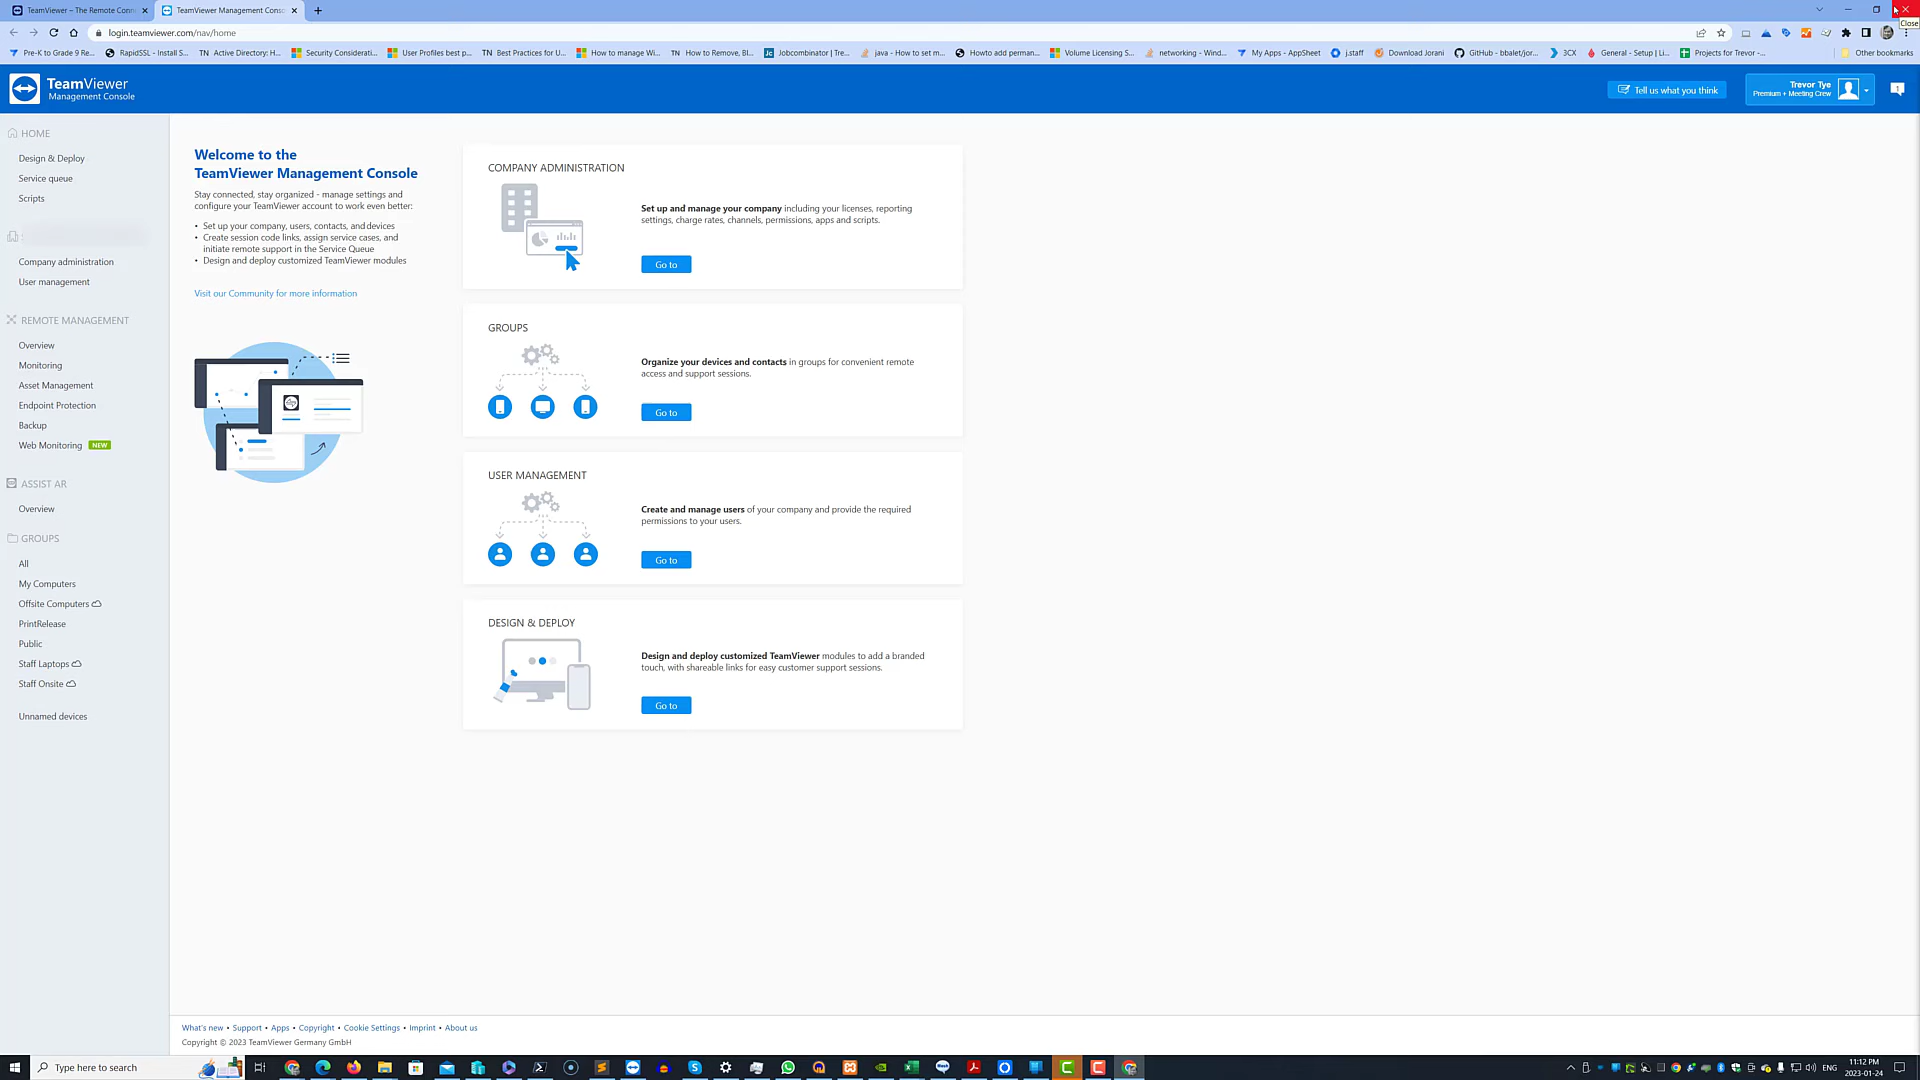 TeamViewer – The Remote Conn
TeamViewer Management Conso
Close
login.teamviewer.com/nav/home
Pre-K to Grade 9 Re...
RapidSSL - Install S...
TN Active Directory: H...
Security Considerati...
User Profiles best p...
TN Best Practices for U...
How to manage Wi...
TN How to Remove, Bl...
Jc Jobcombinator | Tre...
java - How to set m...
Howto add perman...
Volume Licensing S...
networking - Wind...
My Apps - AppSheet
j.staff
Download Jorani
GitHub - bbalet/jor...
3CX
General - Setup | Li...
Projects for Trevor -...
Other bookmarks
TeamViewer
Management Console
Tell us what you think
Trevor Tye
Premium + Meeting Crew
1
HOME
Design & Deploy
Service queue
Scripts
Company administration
User management
REMOTE MANAGEMENT
Overview
Monitoring
Asset Management
Endpoint Protection
Backup
Web Monitoring NEW
ASSIST AR
Overview
GROUPS
All
My Computers
Offsite Computers
PrintRelease
Public
Staff Laptops
Staff Onsite
Unnamed devices
Welcome to the
TeamViewer Management Console
Stay connected, stay organized - manage settings and
configure your TeamViewer account to work even better:
• Set up your company, users, contacts, and devices
• Create session code links, assign service cases, and
initiate remote support in the Service Queue
• Design and deploy customized TeamViewer modules
Visit our Community for more information
COMPANY ADMINISTRATION
Set up and manage your company including your licenses, reporting
settings, charge rates, channels, permissions, apps and scripts.
Go to
GROUPS
Organize your devices and contacts in groups for convenient remote
access and support sessions.
Go to
USER MANAGEMENT
Create and manage users of your company and provide the required
permissions to your users.
Go to
DESIGN & DEPLOY
Design and deploy customized TeamViewer modules to add a branded
touch, with shareable links for easy customer support sessions.
Go to
What's new • Support • Apps • Copyright • Cookie Settings • Imprint • About us
Copyright © 2023 TeamViewer Germany GmbH
Type here to search
ENG
11:12 PM
2023-01-24